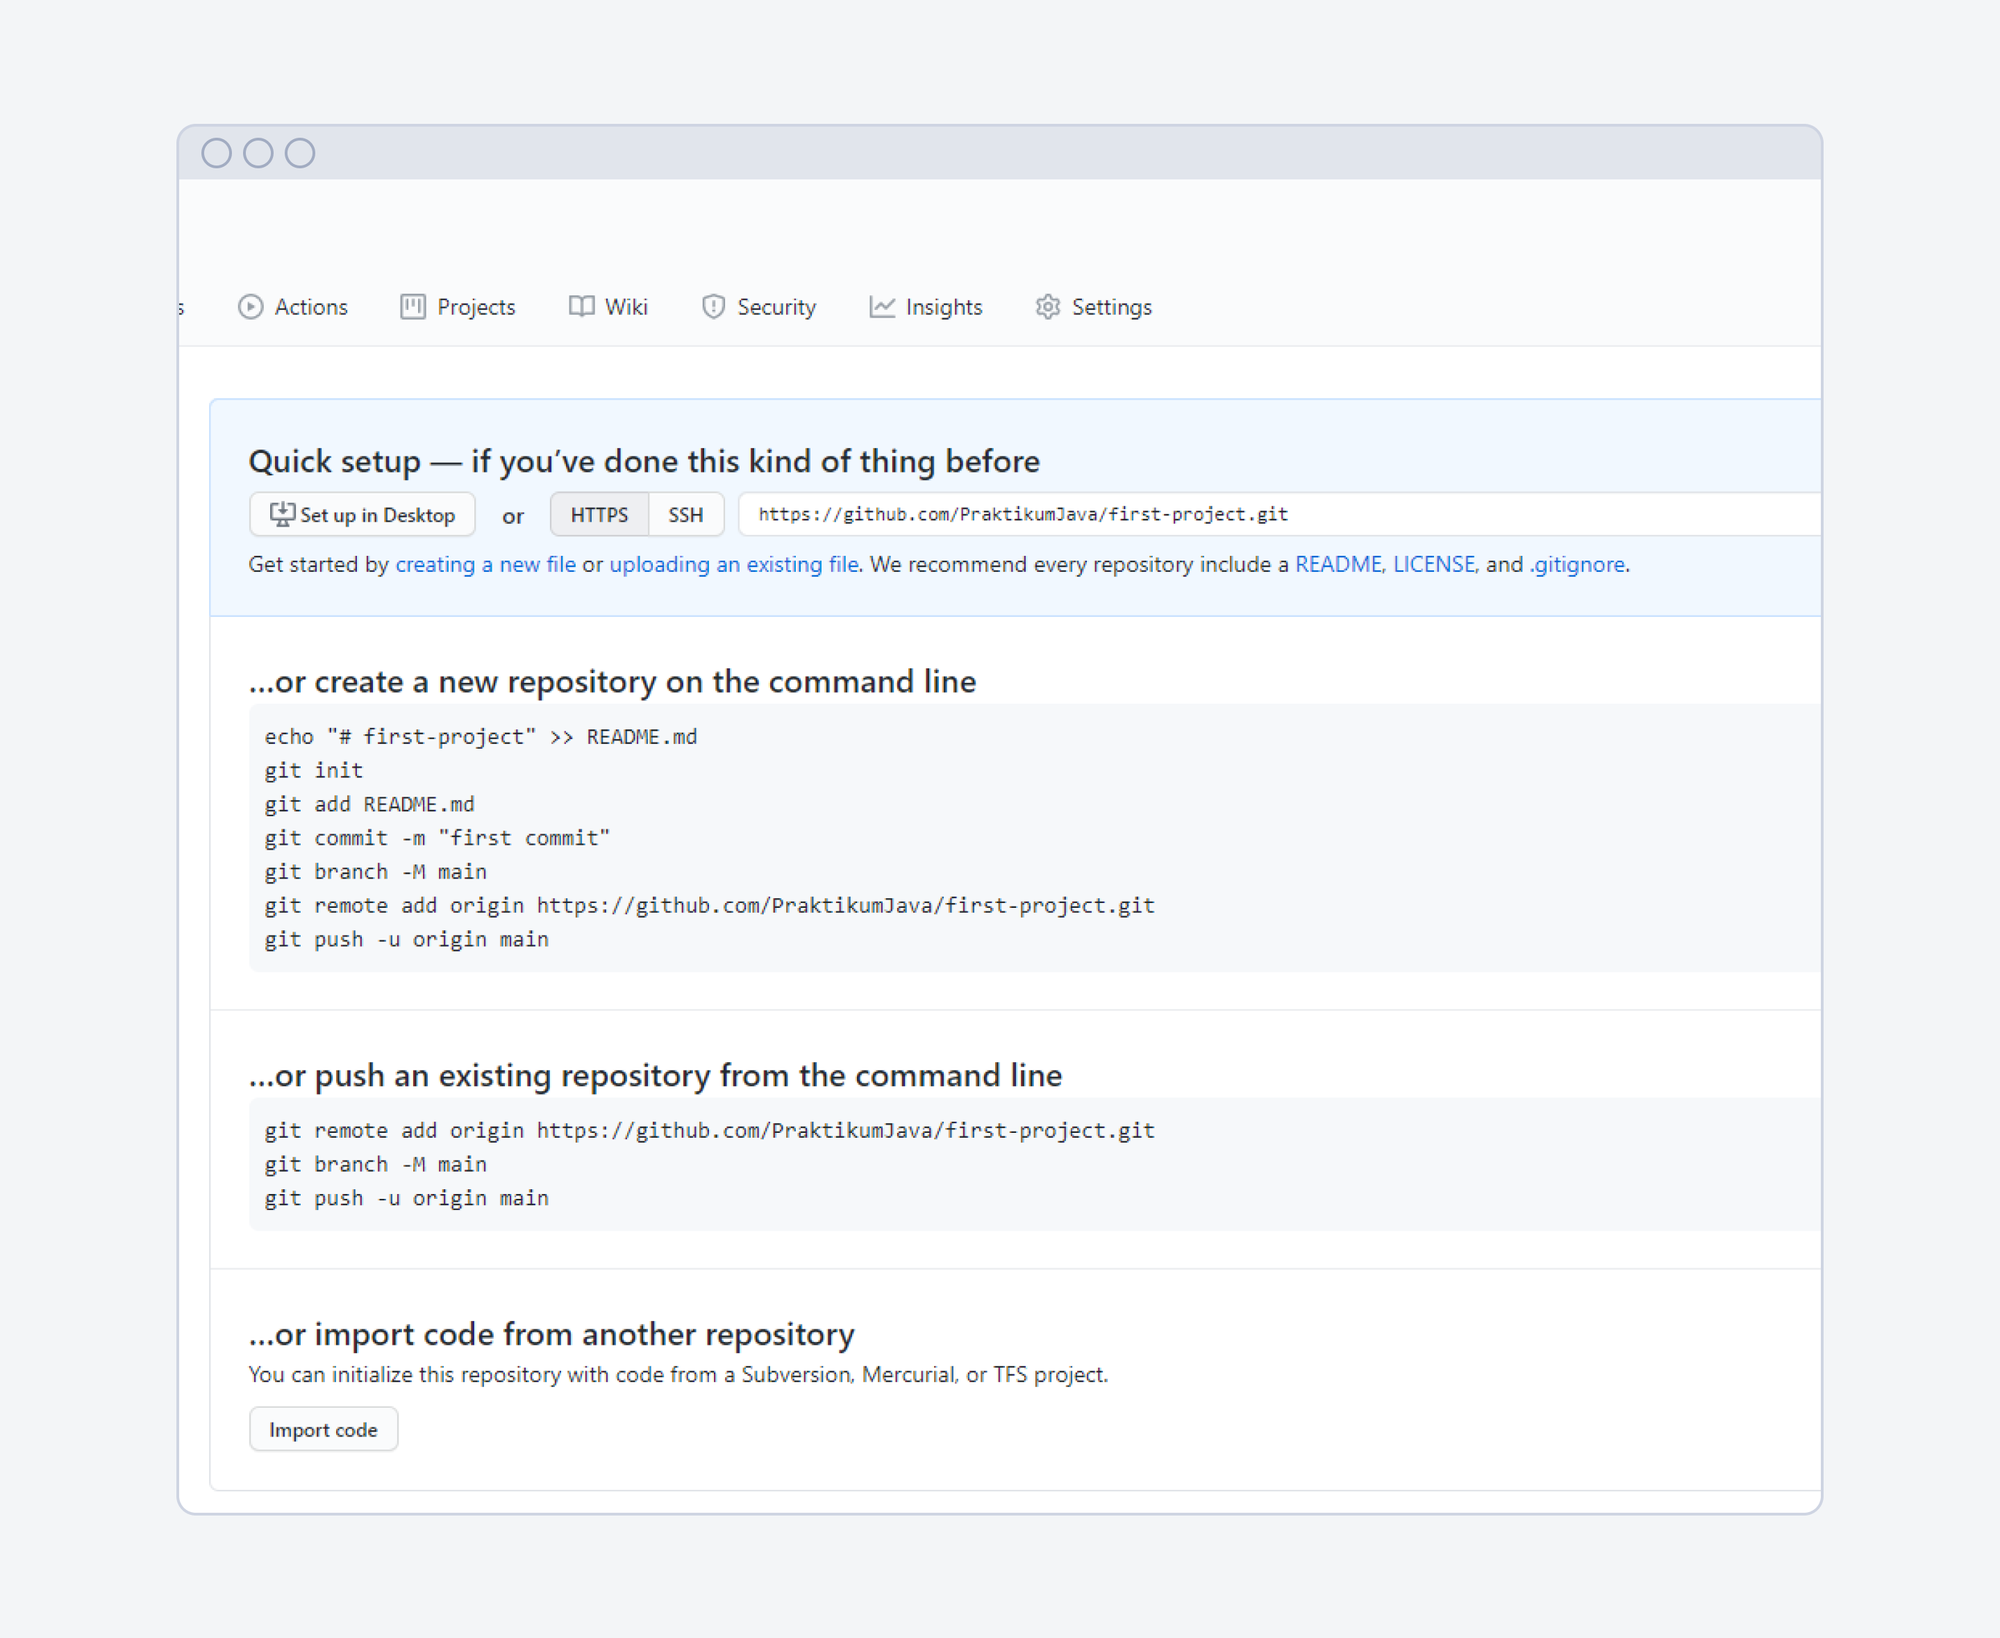 Actions Projects Wiki Security Insights Settings
Quick setup — if you’ve done this kind of thing before
Set up in Desktop or HTTPS SSH https://github.com/PraktikumJava/first-project.git
Get started by creating a new file or uploading an existing file. We recommend every repository include a README, LICENSE, and .gitignore.
...or create a new repository on the command line
echo "# first-project" >> README.md
git init
git add README.md
git commit -m "first commit"
git branch -M main
git remote add origin https://github.com/PraktikumJava/first-project.git
git push -u origin main
...or push an existing repository from the command line
git remote add origin https://github.com/PraktikumJava/first-project.git
git branch -M main
git push -u origin main
...or import code from another repository
You can initialize this repository with code from a Subversion, Mercurial, or TFS project.
Import code